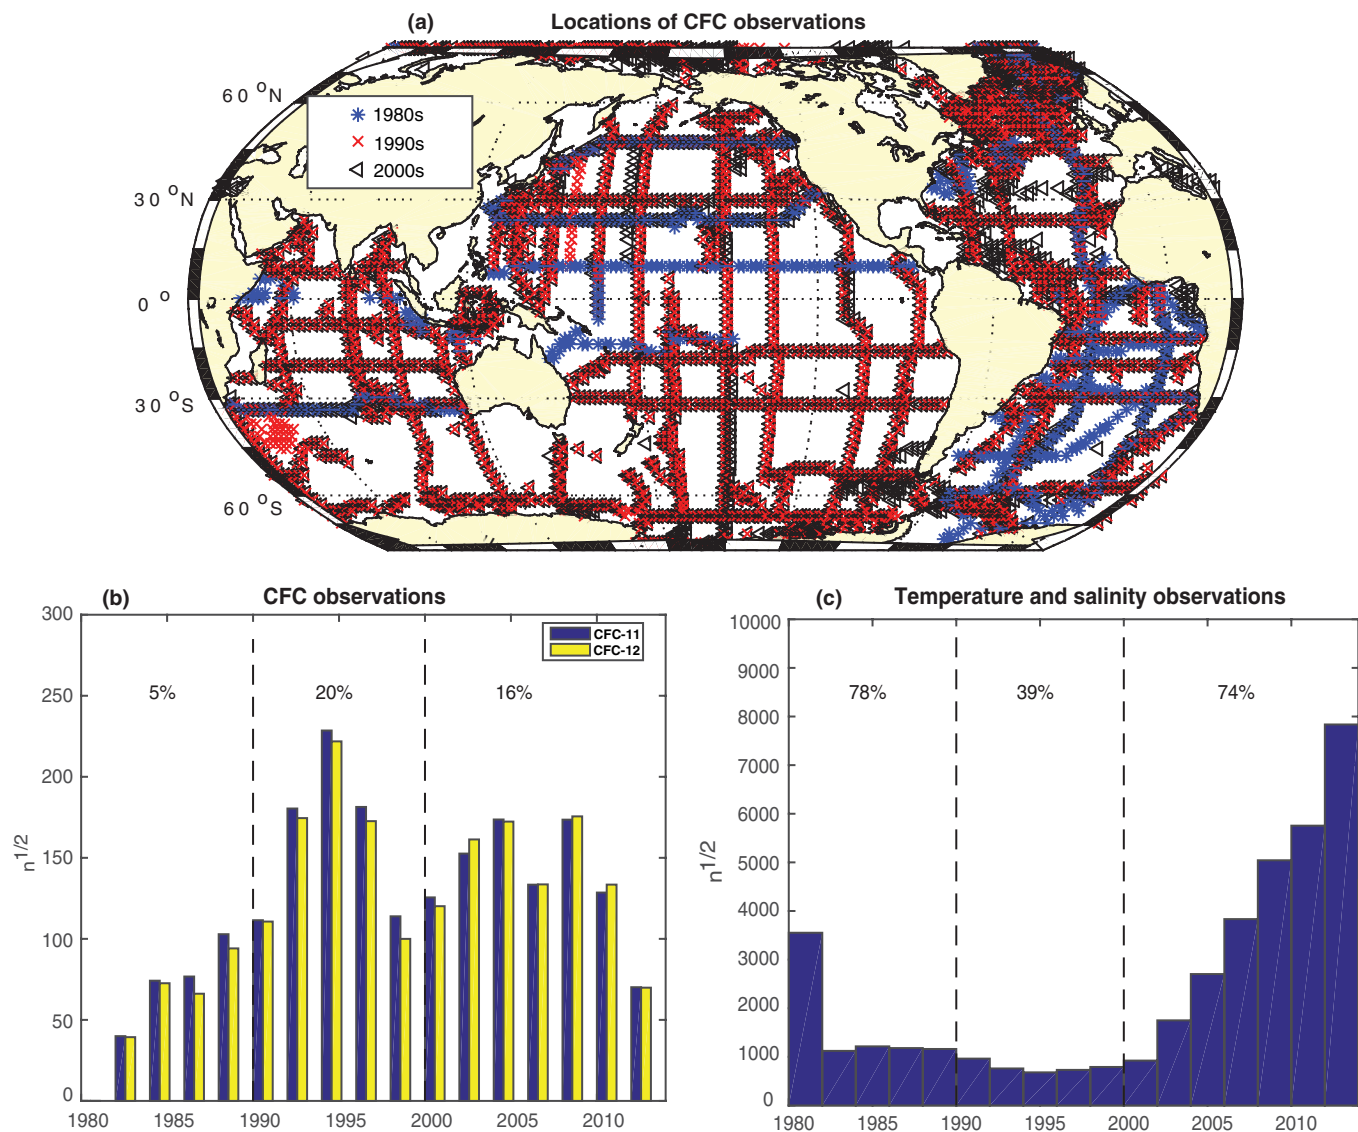 (a) Locations of CFC observations
60 °N
30 °N
0 °
30 °S
60 °S
1980s
1990s
2000s
(b) CFC observations
300
250
200
150
100
50
0
n^1/2
5% 20% 16%
CFC-11
CFC-12
1980 1985 1990 1995 2000 2005 2010
(c) Temperature and salinity observations
10000
9000
8000
7000
6000
5000
4000
3000
2000
1000
0
n^1/2
78% 39% 74%
1980 1985 1990 1995 2000 2005 2010